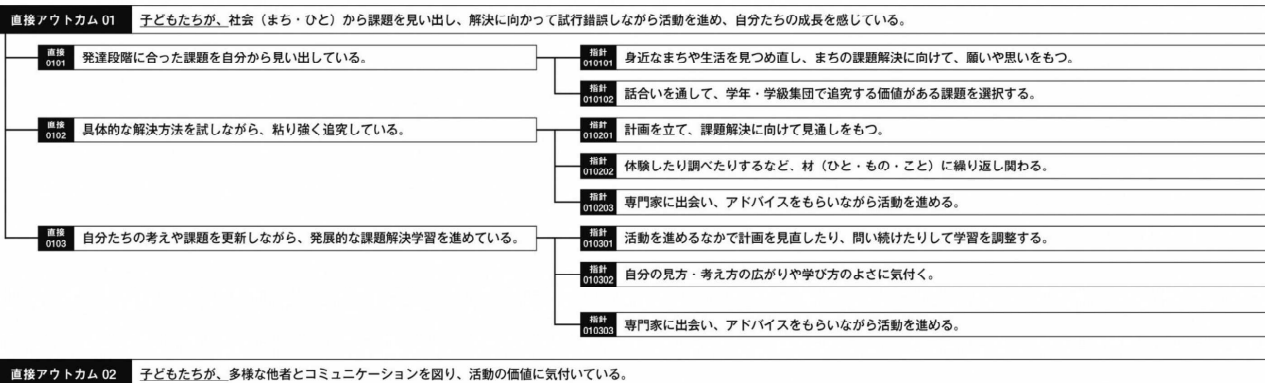 直接アウトカム 01 子どもたちが、社会（まち・ひと）から課題を見い出し、解決に向かって試行錯誤しながら活動を進め、自分たちの成長を感じている。
直接 0101 発達段階に合った課題を自分から見い出している。
指針 010101 身近なまちや生活を見つめ直し、まちの課題解決に向けて、願いや思いをもつ。
指針 010102 話合いを通して、学年・学級集団で追究する価値がある課題を選択する。
直接 0102 具体的な解決方法を試しながら、粘り強く追究している。
指針 010201 計画を立て、課題解決に向けて見通しをもつ。
指針 010202 体験したり調べたりするなど、材（ひと・もの・こと）に繰り返し関わる。
指針 010203 専門家に出会い、アドバイスをもらいながら活動を進める。
直接 0103 自分たちの考えや課題を更新しながら、発展的な課題解決学習を進めている。
指針 010301 活動を進めるなかで計画を見直したり、問い続けたりして学習を調整する。
指針 010302 自分の見方・考え方の広がりや学び方のよさに気付く。
指針 010303 専門家に出会い、アドバイスをもらいながら活動を進める。
直接アウトカム 02 子どもたちが、多様な他者とコミュニケーションを図り、活動の価値に気付いている。